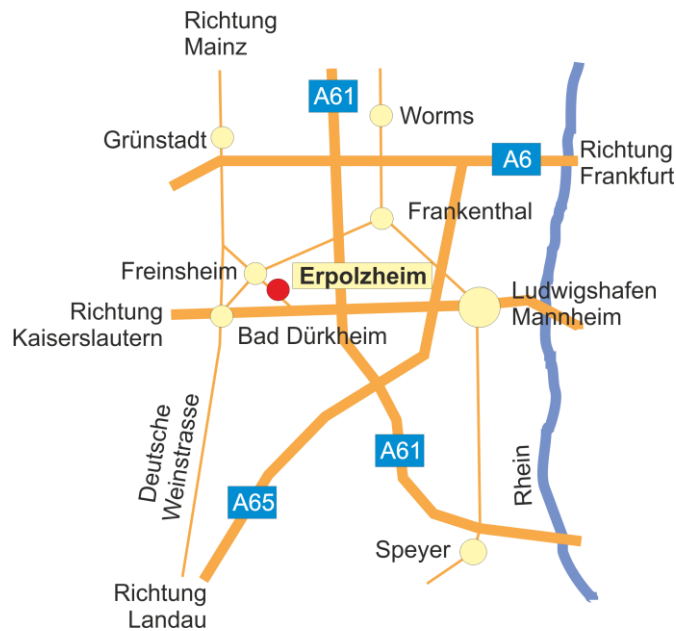 Richtung
Mainz
A61
Worms
Grünstadt
A6
Richtung
Frankfurt
Frankenthal
Freinsheim
Erpolzheim
Ludwigshafen
Mannheim
Richtung
Kaiserslautern
Bad Dürkheim
Deutsche
Weinstrasse
A61
Rhein
A65
Speyer
Richtung
Landau